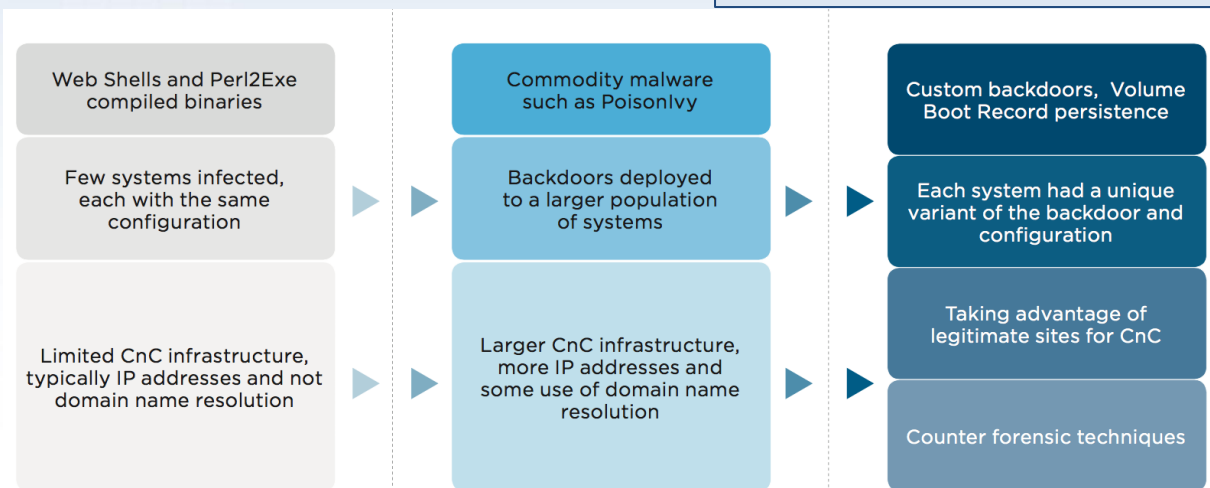 Web Shells and Perl2Exe
compiled binaries
Few systems infected,
each with the same
configuration
Limited CnC infrastructure,
typically IP addresses and not
domain name resolution
Commodity malware
such as PoisonIvy
Backdoors deployed
to a larger population
of systems
Larger CnC infrastructure,
more IP addresses and
some use of domain name
resolution
Custom backdoors, Volume
Boot Record persistence
Each system had a unique
variant of the backdoor and
configuration
Taking advantage of
legitimate sites for CnC
Counter forensic techniques